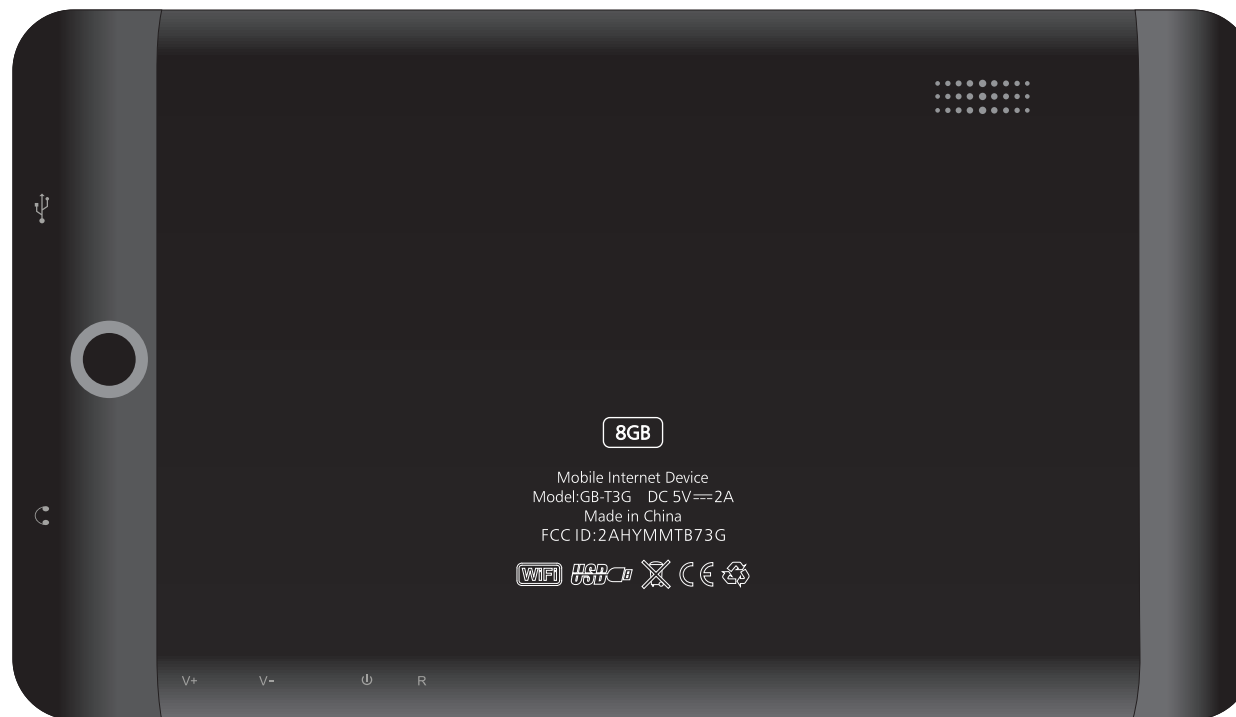 8GB
Mobile Internet Device
Model:GB-T3G DC 5V⎓2A
Made in China
FCC ID:2AHYMMTB73G
WiFi USB CE
V+ V- R